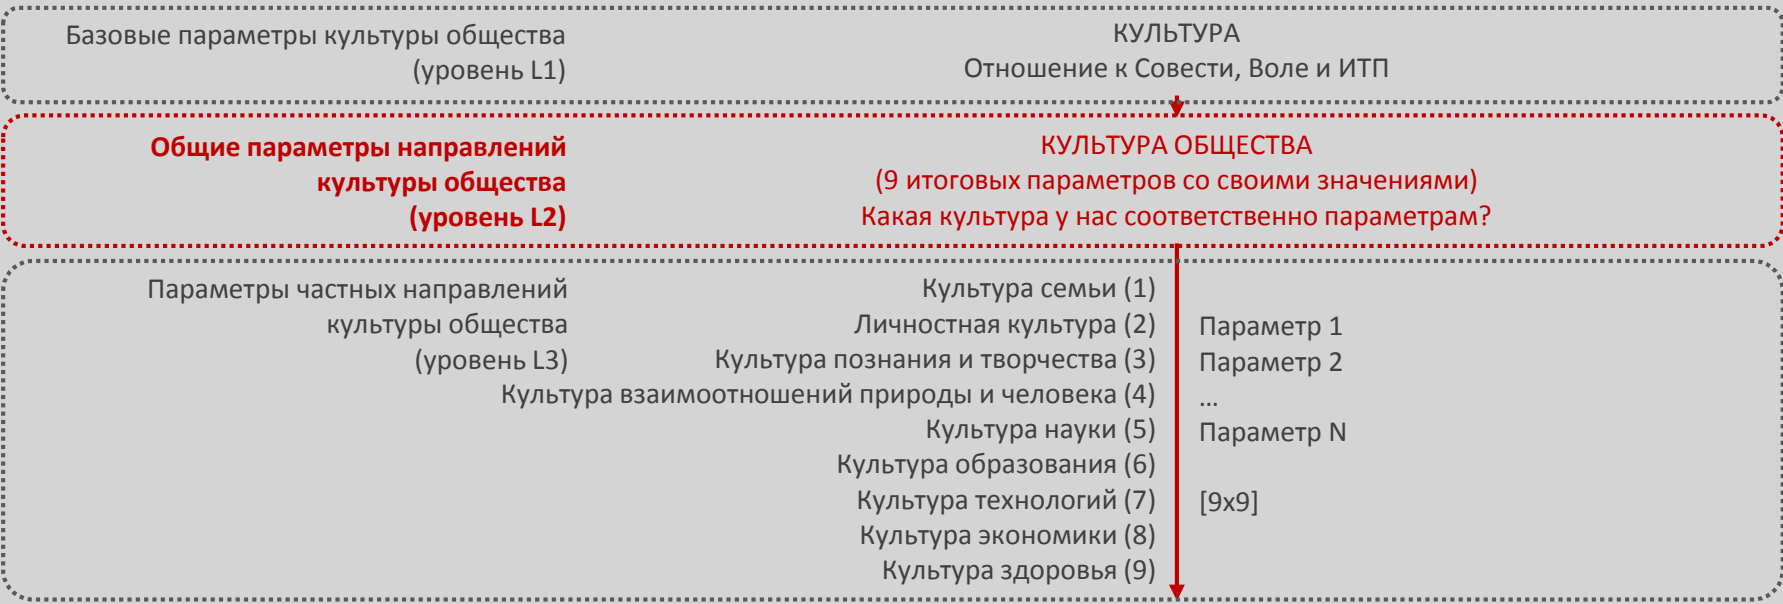 Базовые параметры культуры общества
(уровень L1)
КУЛЬТУРА
Отношение к Совести, Воле и ИТП
Общие параметры направлений
культуры общества
(уровень L2)
КУЛЬТУРА ОБЩЕСТВА
(9 итоговых параметров со своими значениями)
Какая культура у нас соответственно параметрам?
Параметры частных направлений
культуры общества
(уровень L3)
Культура семьи (1)
Личностная культура (2)
Культура познания и творчества (3)
Культура взаимоотношений природы и человека (4)
Культура науки (5)
Культура образования (6)
Культура технологий (7)
Культура экономики (8)
Культура здоровья (9)
Параметр 1
Параметр 2
...
Параметр N
[9x9]